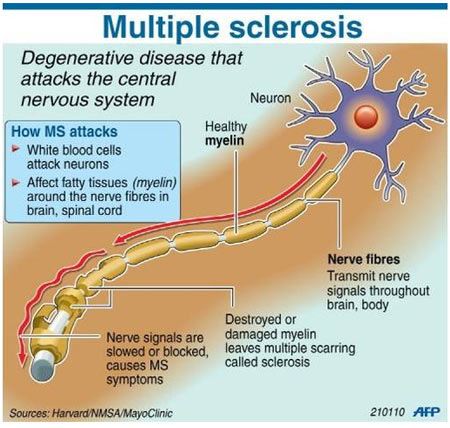 Multiple sclerosis
Degenerative disease that
attacks the central
nervous system
How MS attacks
White blood cells
attack neurons
Affect fatty tissues (myelin)
around the nerve fibres in
brain, spinal cord
Neuron
Healthy
myelin
Nerve fibres
Transmit nerve
signals throughout
brain, body
Destroyed or
damaged myelin
leaves multiple scarring
called sclerosis
Nerve signals are
slowed or blocked,
causes MS
symptoms
Sources: Harvard/NMSA/MayoClinic
210110 AFP